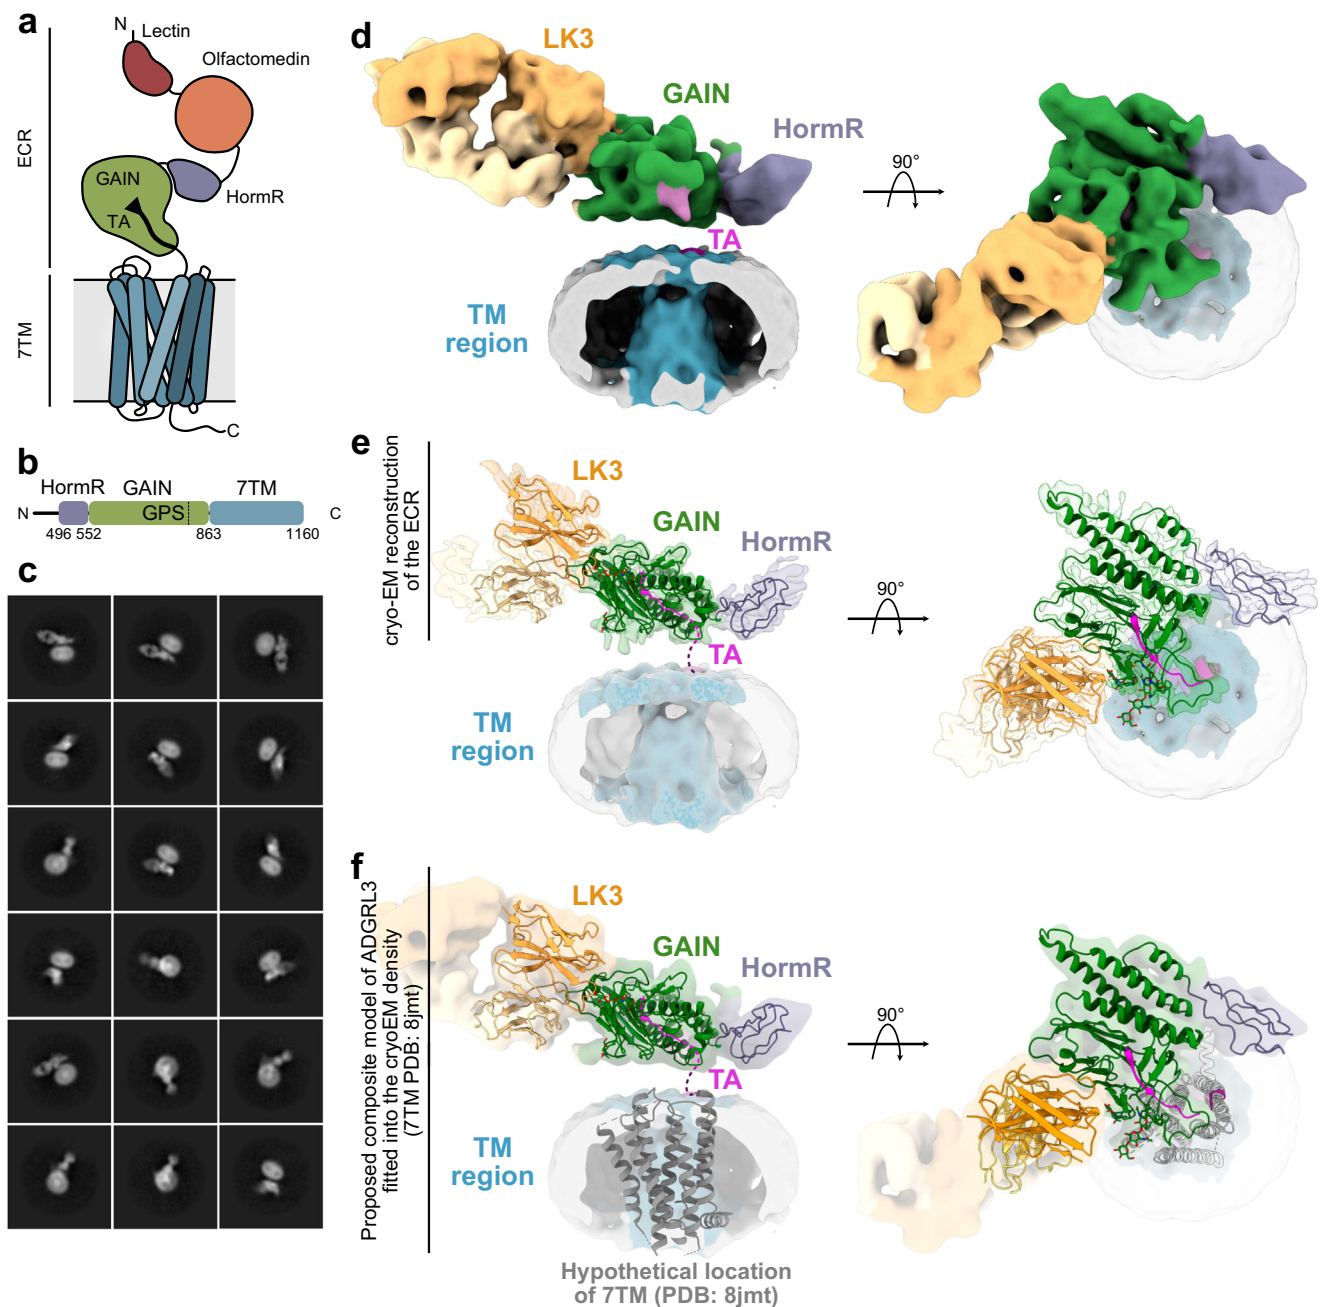 a
N
Lectin
Olfactomedin
ECR
GAIN
TA
HormR
7TM
C
b
HormR GAIN 7TM
N GPS C
496 552 863 1160
c
d
LK3
GAIN
HormR
90°
TA
TM
region
e
cryo-EM reconstruction
of the ECR
LK3
GAIN
HormR
90°
TA
TM
region
f
Proposed composite model of ADGRL3
fitted into the cryoEM density
(7TM PDB: 8jmt)
LK3
GAIN
HormR
90°
TA
TM
region
Hypothetical location
of 7TM (PDB: 8jmt)